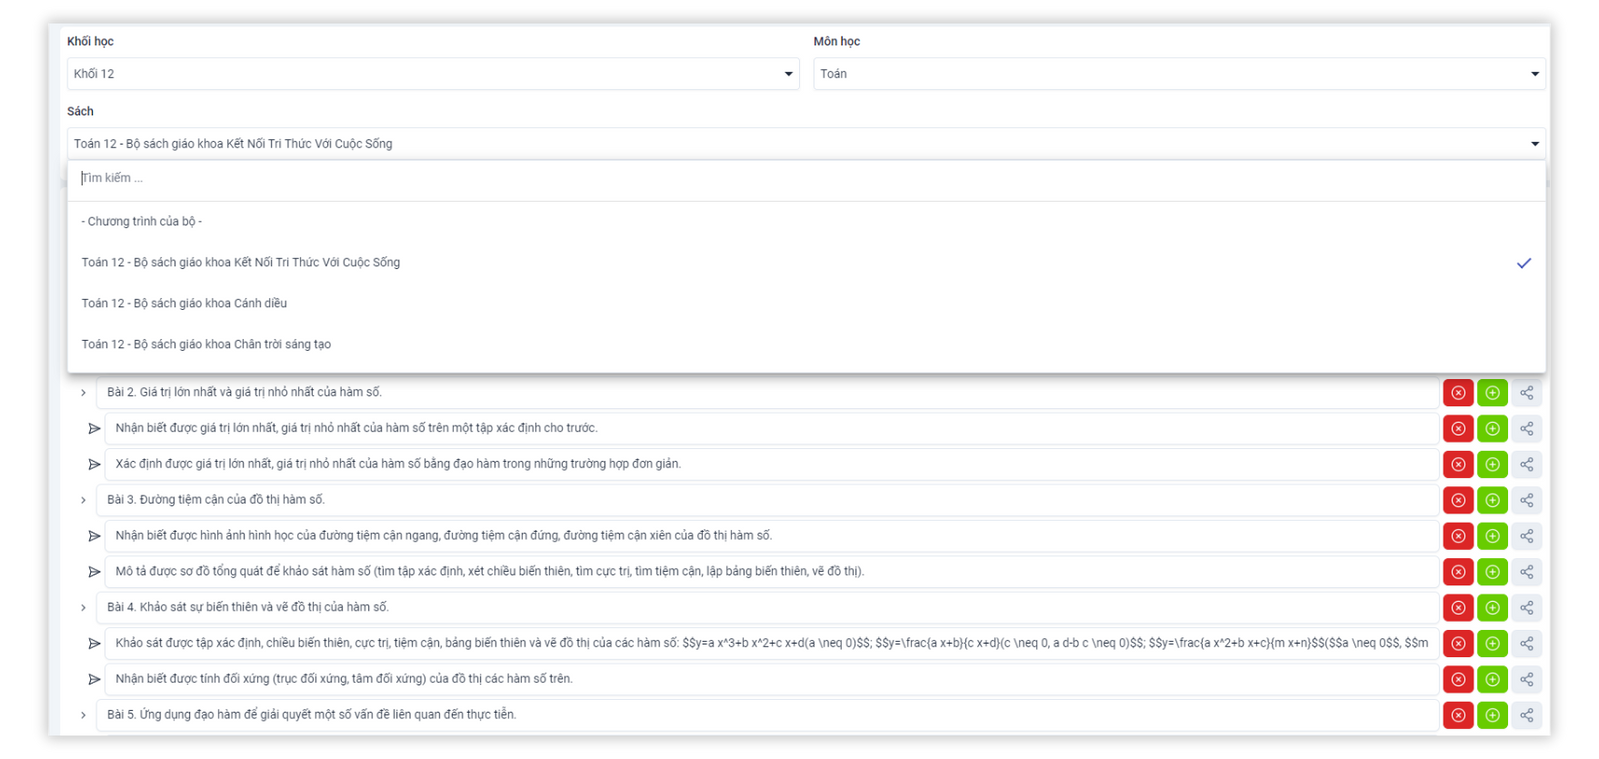 Khối học
Môn học
Khối 12
Toán
Sách
Toán 12 - Bộ sách giáo khoa Kết Nối Tri Thức Với Cuộc Sống
Tìm kiếm ...
- Chương trình của bộ -
Toán 12 - Bộ sách giáo khoa Kết Nối Tri Thức Với Cuộc Sống
Toán 12 - Bộ sách giáo khoa Cánh diều
Toán 12 - Bộ sách giáo khoa Chân trời sáng tạo
Bài 2. Giá trị lớn nhất và giá trị nhỏ nhất của hàm số.
Nhận biết được giá trị lớn nhất, giá trị nhỏ nhất của hàm số trên một tập xác định cho trước.
Xác định được giá trị lớn nhất, giá trị nhỏ nhất của hàm số bằng đạo hàm trong những trường hợp đơn giản.
Bài 3. Đường tiệm cận của đồ thị hàm số.
Nhận biết được hình ảnh hình học của đường tiệm cận ngang, đường tiệm cận đứng, đường tiệm cận xiên của đồ thị hàm số.
Mô tả được sơ đồ tổng quát để khảo sát hàm số (tìm tập xác định, xét chiều biến thiên, tìm cực trị, tìm tiệm cận, lập bảng biến thiên, vẽ đồ thị).
Bài 4. Khảo sát sự biến thiên và vẽ đồ thị của hàm số.
Khảo sát được tập xác định, chiều biến thiên, cực trị, tiệm cận, bảng biến thiên và vẽ đồ thị của các hàm số: $$y=a x^3+b x^2+c x+d(a \neq 0)$$; $$y=\frac{a x+b}{c x+d}(c \neq 0, a d-b c \neq 0)$$; $$y=\frac{a x^2+b x+c}{m x+n}$$($$a \neq 0$$, $$m
Nhận biết được tính đối xứng (trục đối xứng, tâm đối xứng) của đồ thị các hàm số trên.
Bài 5. Ứng dụng đạo hàm để giải quyết một số vấn đề liên quan đến thực tiễn.